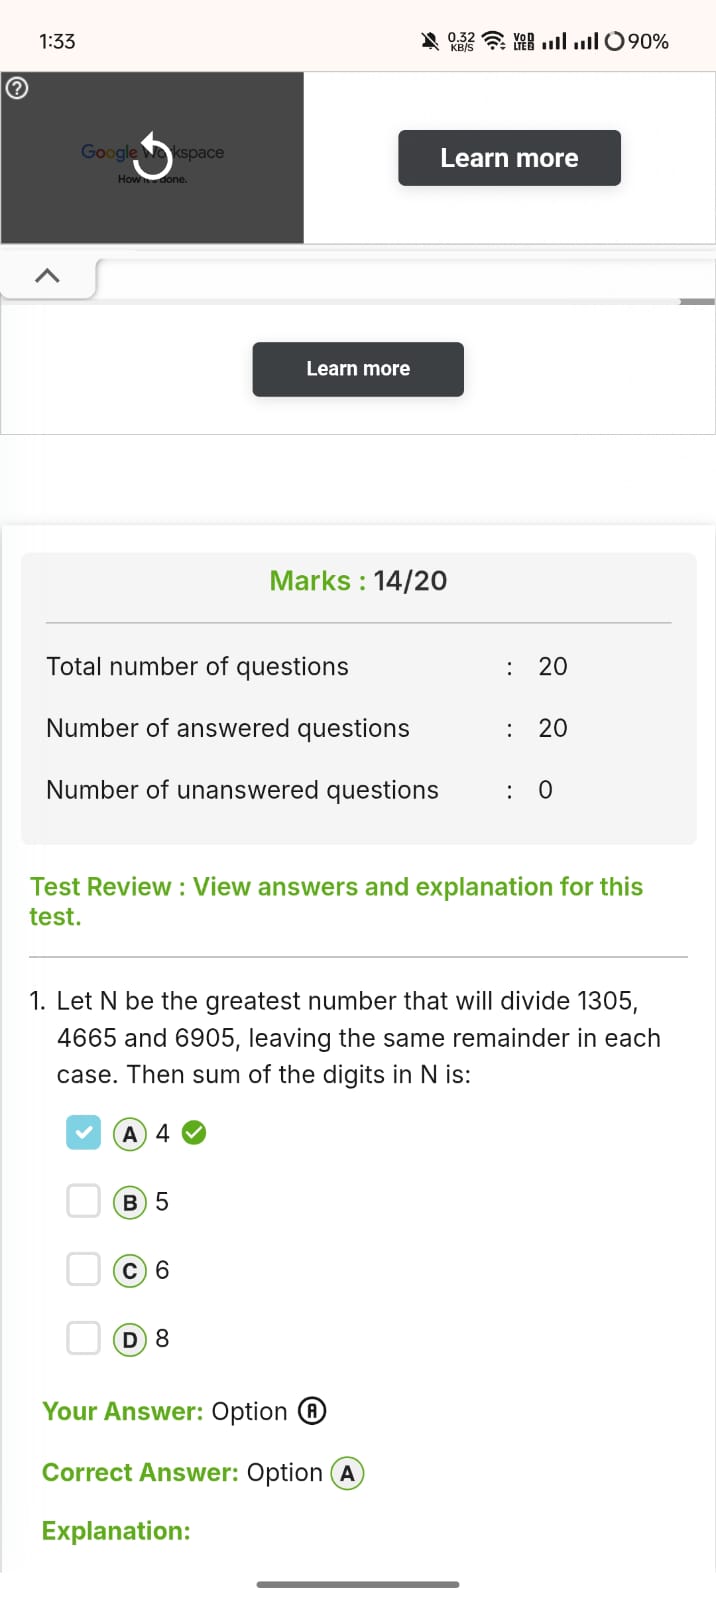 1:33
0.32 KB/S VoD LTE 90%
Google Workspace
How it's done.
Learn more
Learn more
Marks : 14/20
Total number of questions : 20
Number of answered questions : 20
Number of unanswered questions : 0
Test Review : View answers and explanation for this
test.
1. Let N be the greatest number that will divide 1305,
4665 and 6905, leaving the same remainder in each
case. Then sum of the digits in N is:
A 4
B 5
C 6
D 8
Your Answer: Option A
Correct Answer: Option A
Explanation: